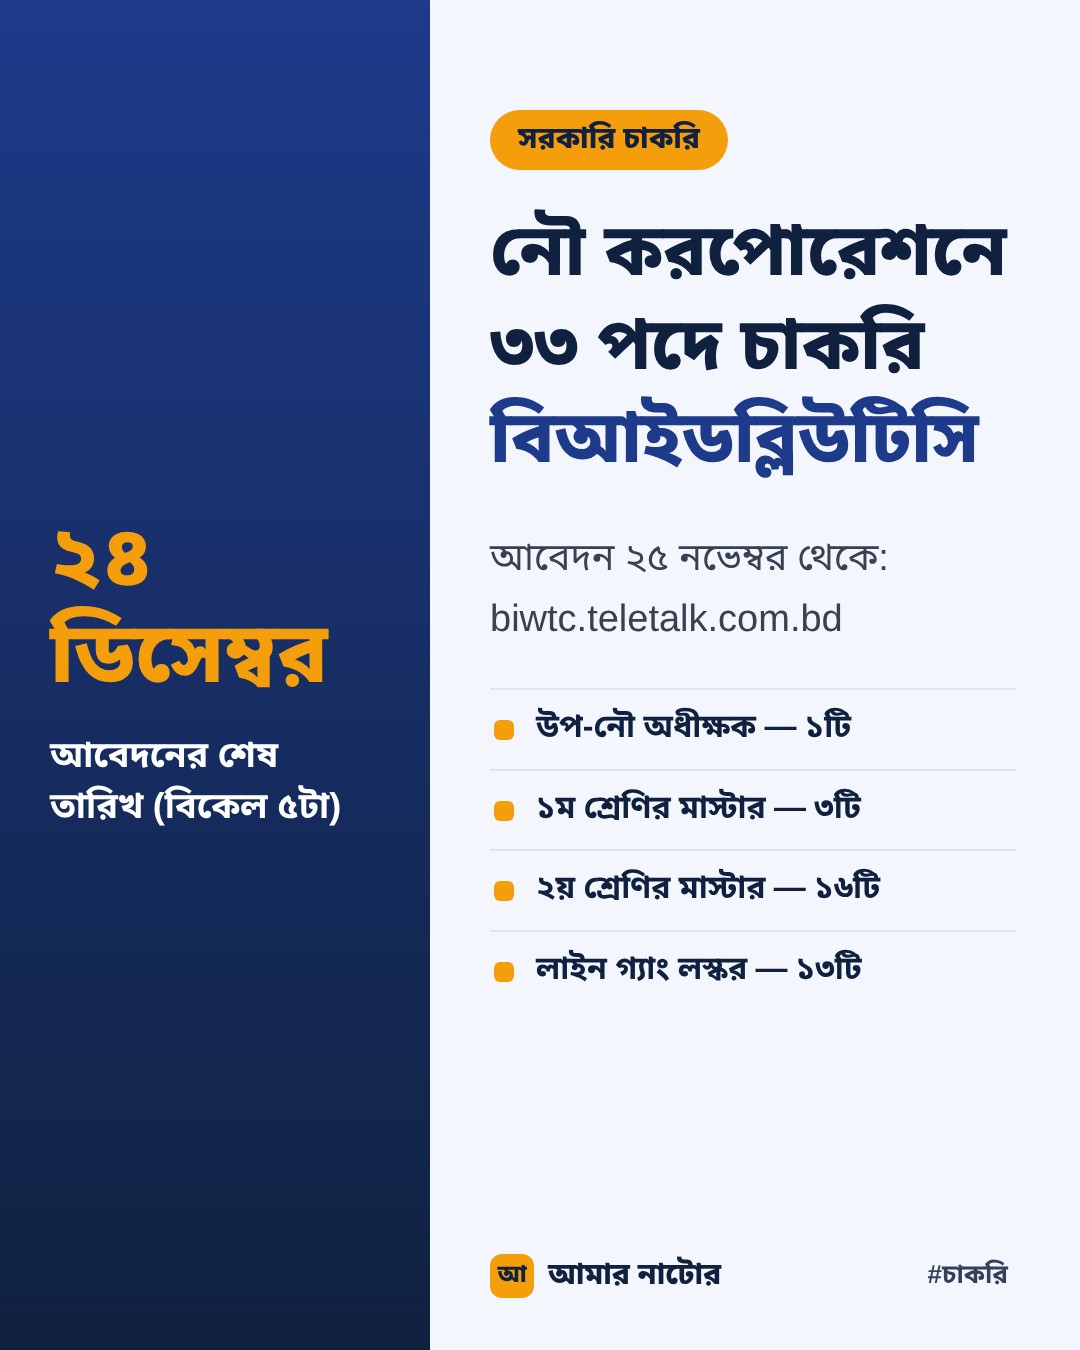 ২৪
ডিসেম্বর
আবেদনের শেষ
তারিখ (বিকেল ৫টা)
সরকারি চাকরি
নৌ করপোরেশনে
৩৩ পদে চাকরি
বিআইডব্লিউটিসি
আবেদন ২৫ নভেম্বর থেকে:
biwtc.teletalk.com.bd
উপ-নৌ অধীক্ষক — ১টি
১ম শ্রেণির মাস্টার — ৩টি
২য় শ্রেণির মাস্টার — ১৬টি
লাইন গ্যাং লস্কর — ১৩টি
আ আমার নাটোর
#চাকরি